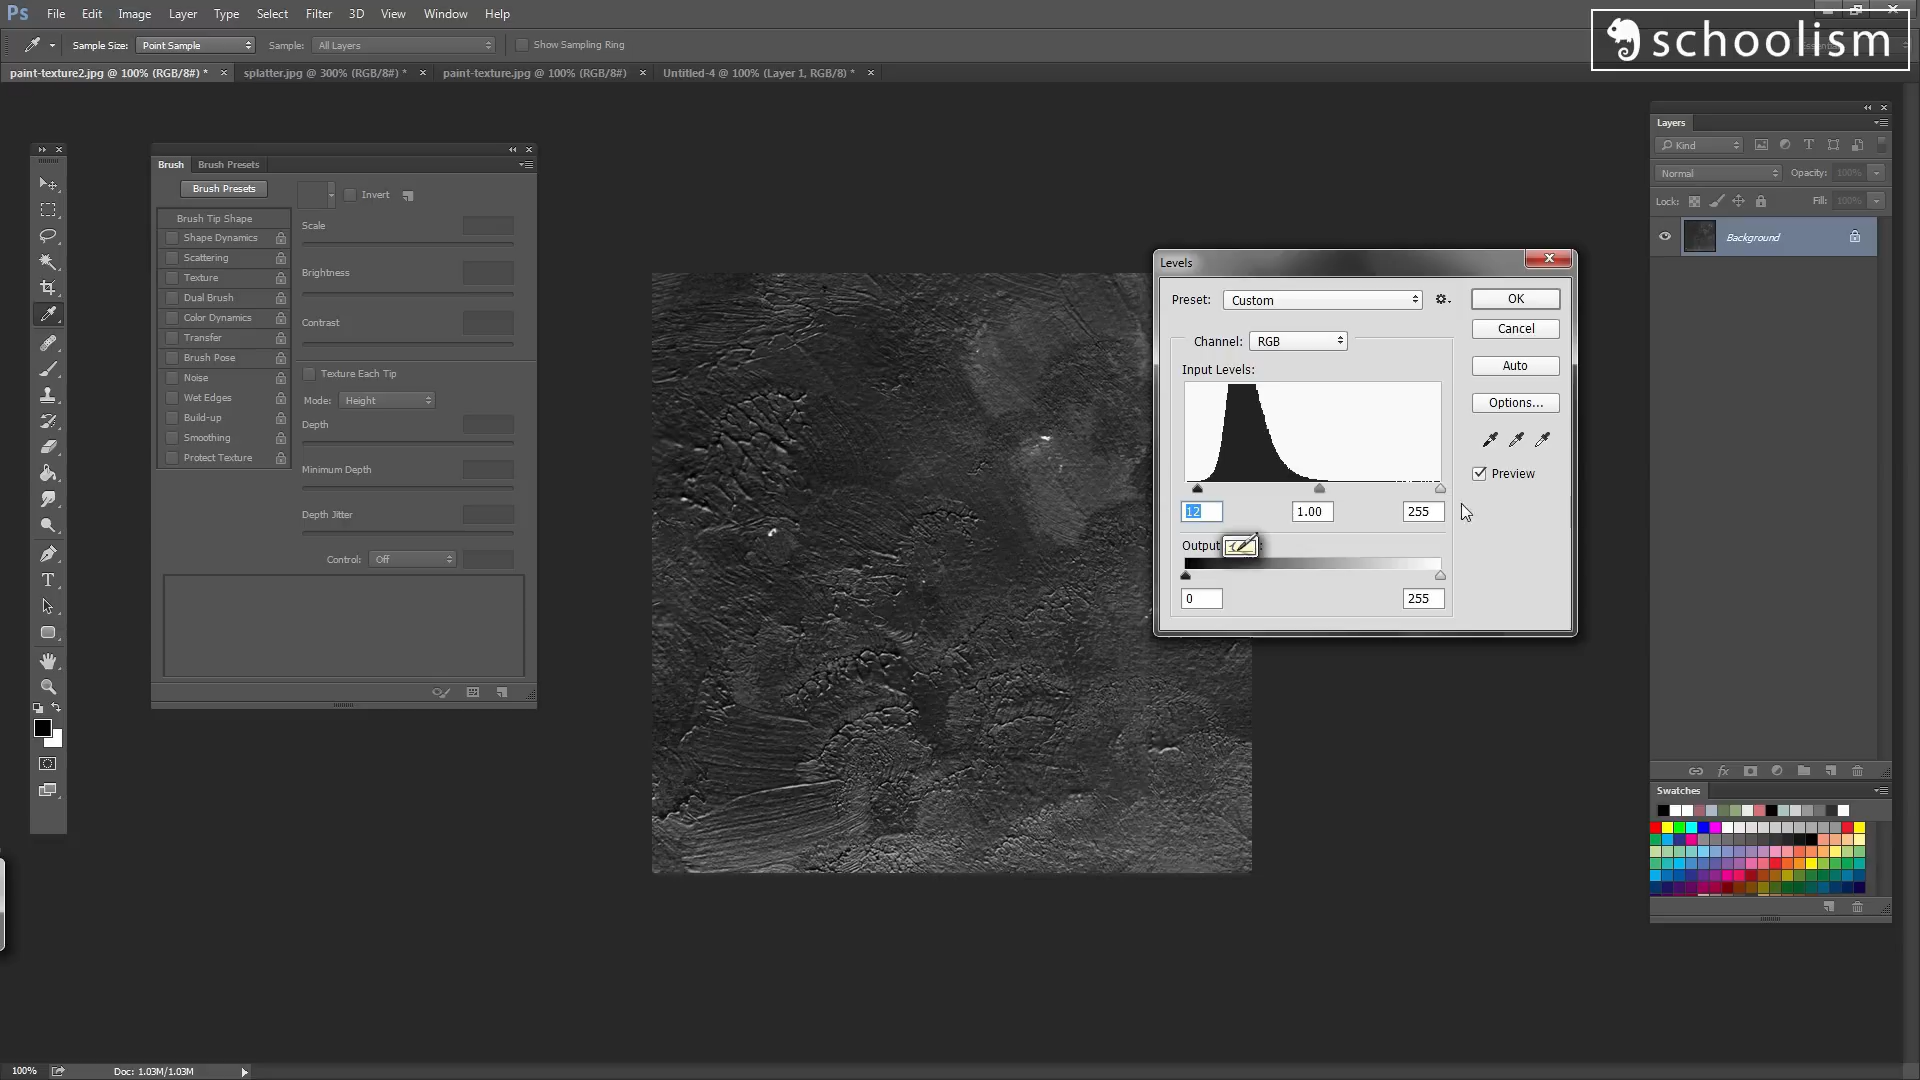 Ps File Edit Image Layer Type Select Filter 3D View Window Help
schoolism
Sample Size: Point Sample Sample: All Layers Show Sampling Ring
paint-texture2.jpg @ 100% (RGB/8#) * × splatter.jpg @ 300% (RGB/8#) * × paint-texture.jpg @ 100% (RGB/8#) × Untitled-4 @ 100% (Layer 1, RGB/8) * ×
Brush Brush Presets
Brush Presets
Invert
Brush Tip Shape
Shape Dynamics
Scattering
Texture
Dual Brush
Color Dynamics
Transfer
Brush Pose
Noise
Wet Edges
Build-up
Smoothing
Protect Texture
Scale
Brightness
Contrast
Texture Each Tip
Mode: Height
Depth
Minimum Depth
Depth Jitter
Control: Off
Levels
Preset: Custom
OK
Cancel
Channel: RGB
Auto
Input Levels:
Options...
Preview
12 1.00 255
Output
0 255
Layers
Kind
Normal Opacity: 100%
Lock: Fill: 100%
Background
fx
Swatches
100% Doc: 1.03M/1.03M